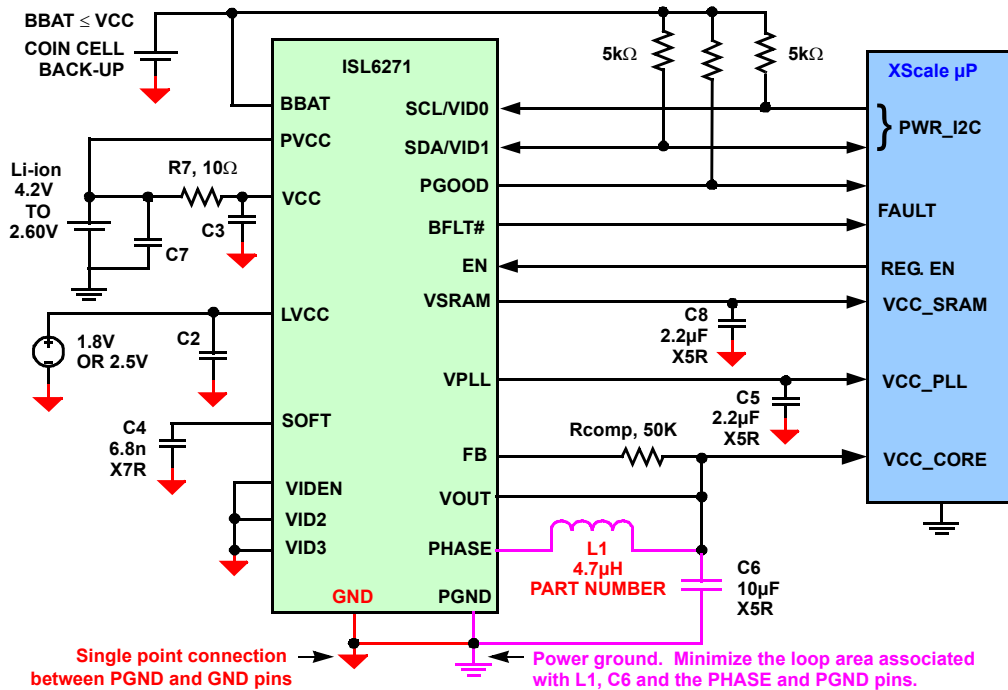 BBAT ≤ VCC
COIN CELL
BACK-UP
5kΩ
5kΩ
ISL6271
XScale µP
BBAT
SCL/VID0
PWR_I2C
PVCC
SDA/VID1
Li-ion
4.2V
TO
2.60V
R7, 10Ω
VCC
PGOOD
C3
C7
BFLT#
FAULT
EN
REG. EN
VSRAM
VCC_SRAM
LVCC
1.8V
OR 2.5V
C2
C8
2.2µF
X5R
VPLL
VCC_PLL
C5
2.2µF
X5R
SOFT
C4
6.8n
X7R
Rcomp, 50K
FB
VCC_CORE
VIDEN
VOUT
VID2
VID3
PHASE
L1
4.7µH
PART NUMBER
C6
10µF
X5R
GND
PGND
Single point connection
between PGND and GND pins
Power ground. Minimize the loop area associated
with L1, C6 and the PHASE and PGND pins.